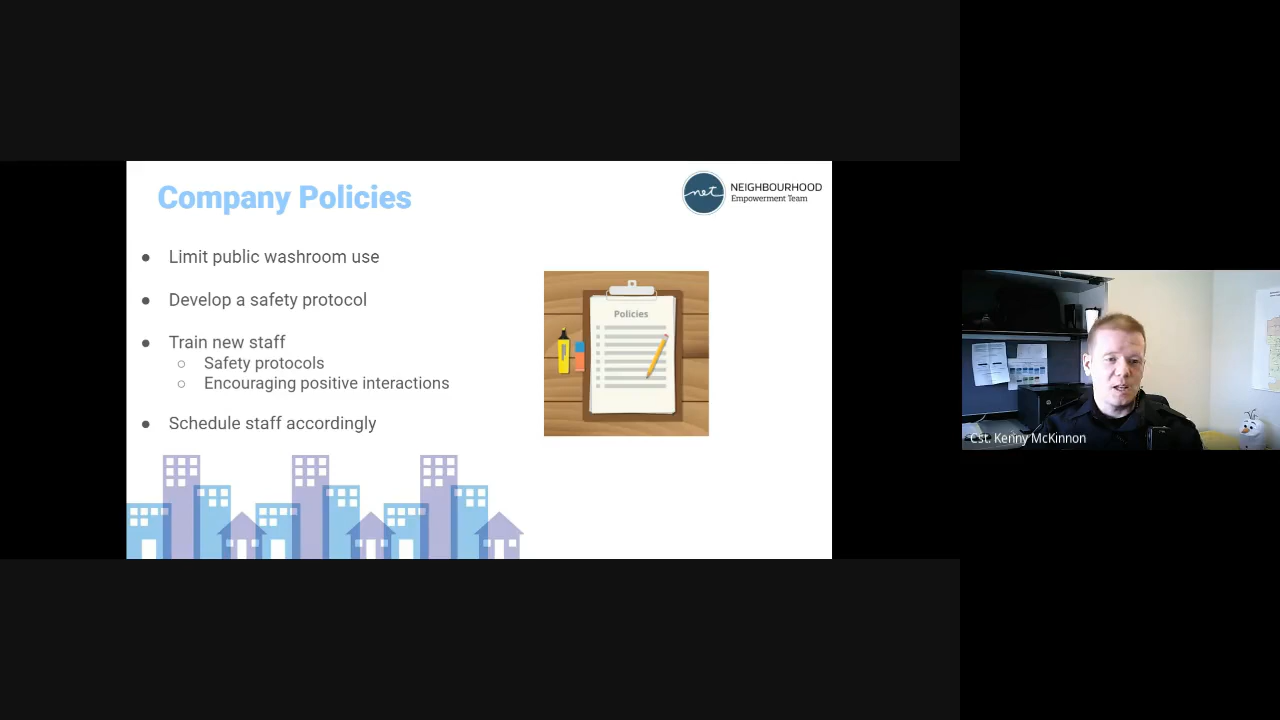 Company Policies
net
NEIGHBOURHOOD
Empowerment Team
● Limit public washroom use
● Develop a safety protocol
● Train new staff
○ Safety protocols
○ Encouraging positive interactions
● Schedule staff accordingly
Policies
Cst. Kenny McKinnon